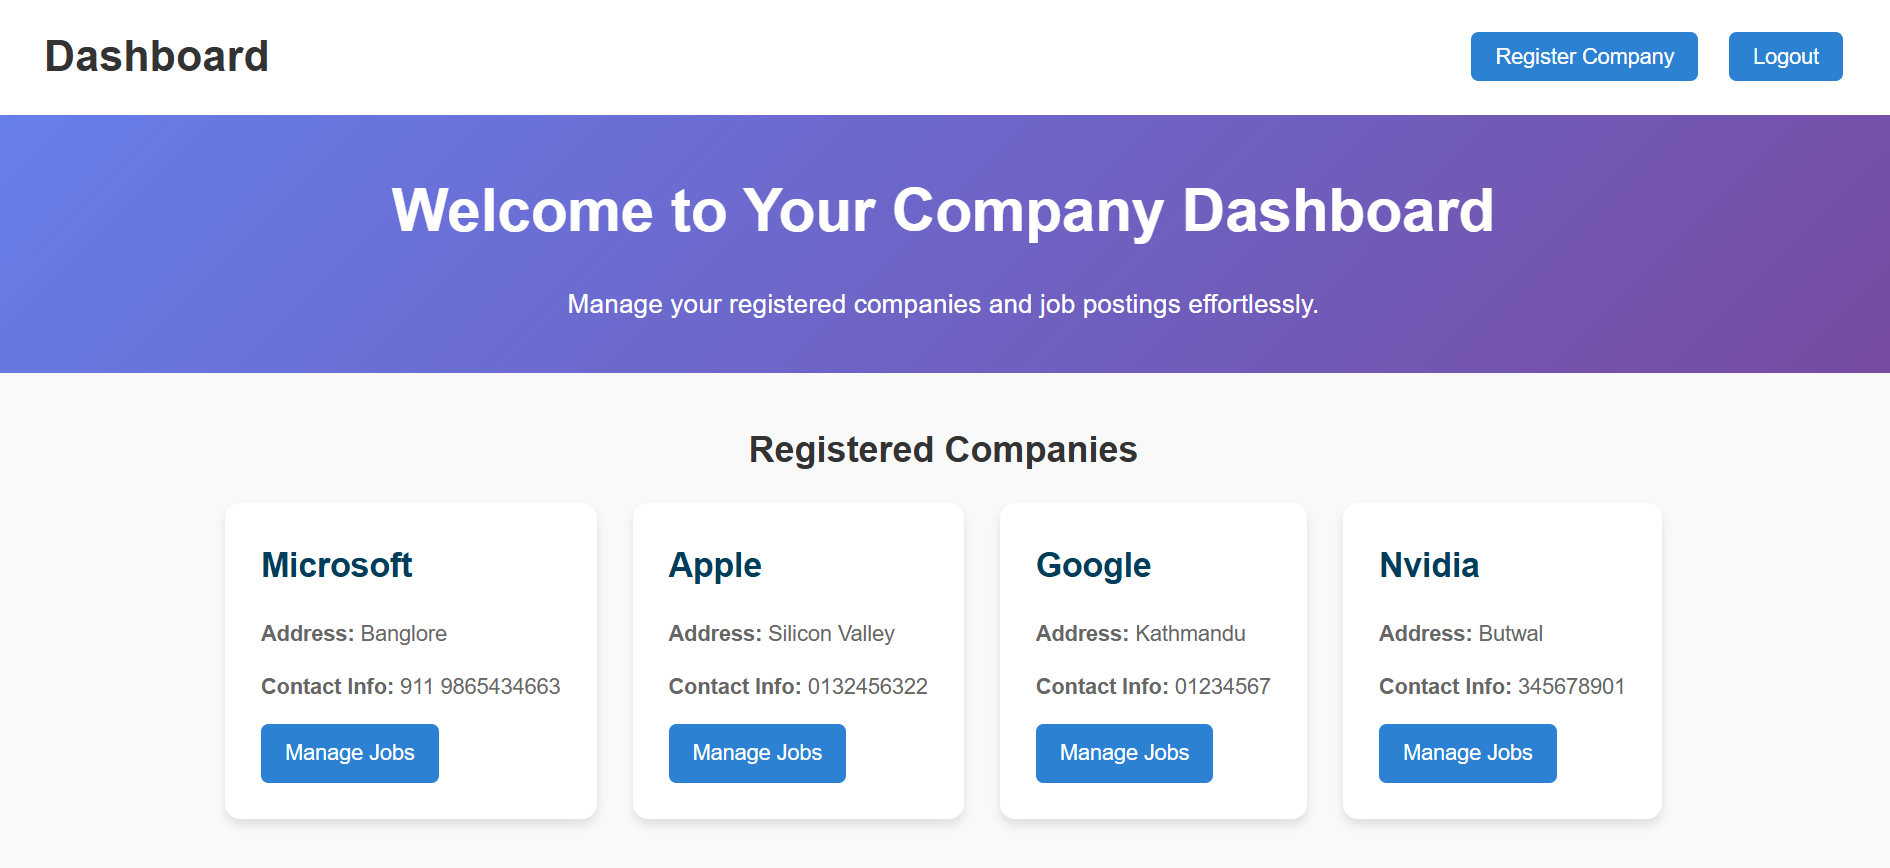 Dashboard
Register Company
Logout
Welcome to Your Company Dashboard
Manage your registered companies and job postings effortlessly.
Registered Companies
Microsoft
Address: Banglore
Contact Info: 911 9865434663
Manage Jobs
Apple
Address: Silicon Valley
Contact Info: 0132456322
Manage Jobs
Google
Address: Kathmandu
Contact Info: 01234567
Manage Jobs
Nvidia
Address: Butwal
Contact Info: 345678901
Manage Jobs